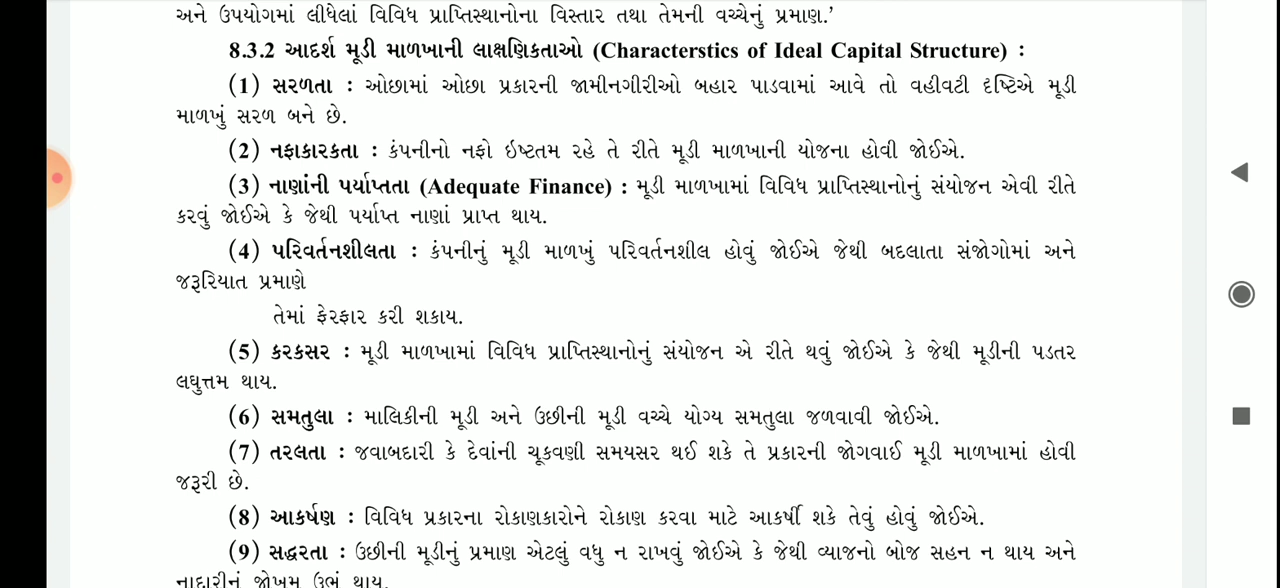 અને ઉપયોગમાં લીધેલાં વિવિધ પ્રાપ્તિસ્થાનોના વિસ્તાર તથા તેમની વચ્ચેનું પ્રમાણ.’
8.3.2 આદર્શ મૂડી માળખાની લાક્ષણિકતાઓ (Characterstics of Ideal Capital Structure) :
(1) સરળતા : ઓછામાં ઓછા પ્રકારની જામીનગીરીઓ બહાર પાડવામાં આવે તો વહીવટી દૃષ્ટિએ મૂડી
માળખું સરળ બને છે.
(2) નફાકારકતા : કંપનીનો નફો ઇષ્ટતમ રહે તે રીતે મૂડી માળખાની યોજના હોવી જોઈએ.
(3) નાણાંની પર્યાપ્તતા (Adequate Finance) : મૂડી માળખામાં વિવિધ પ્રાપ્તિસ્થાનોનું સંયોજન એવી રીતે
કરવું જોઈએ કે જેથી પર્યાપ્ત નાણાં પ્રાપ્ત થાય.
(4) પરિવર્તનશીલતા : કંપનીનું મૂડી માળખું પરિવર્તનશીલ હોવું જોઈએ જેથી બદલાતા સંજોગોમાં અને
જરૂરિયાત પ્રમાણે
તેમાં ફેરફાર કરી શકાય.
(5) કરકસર : મૂડી માળખામાં વિવિધ પ્રાપ્તિસ્થાનોનું સંયોજન એ રીતે થવું જોઈએ કે જેથી મૂડીની પડતર
લઘુત્તમ થાય.
(6) સમતુલા : માલિકીની મૂડી અને ઉછીની મૂડી વચ્ચે યોગ્ય સમતુલા જળવાવી જોઈએ.
(7) તરલતા : જવાબદારી કે દેવાંની ચૂકવણી સમયસર થઈ શકે તે પ્રકારની જોગવાઈ મૂડી માળખામાં હોવી
જરૂરી છે.
(8) આકર્ષણ : વિવિધ પ્રકારના રોકાણકારોને રોકાણ કરવા માટે આકર્ષી શકે તેવું હોવું જોઈએ.
(9) સદ્ધરતા : ઉછીની મૂડીનું પ્રમાણ એટલું વધુ ન રાખવું જોઈએ કે જેથી વ્યાજનો બોજ સહન ન થાય અને
નાદારીનું જોખમ ઉભું થાય.